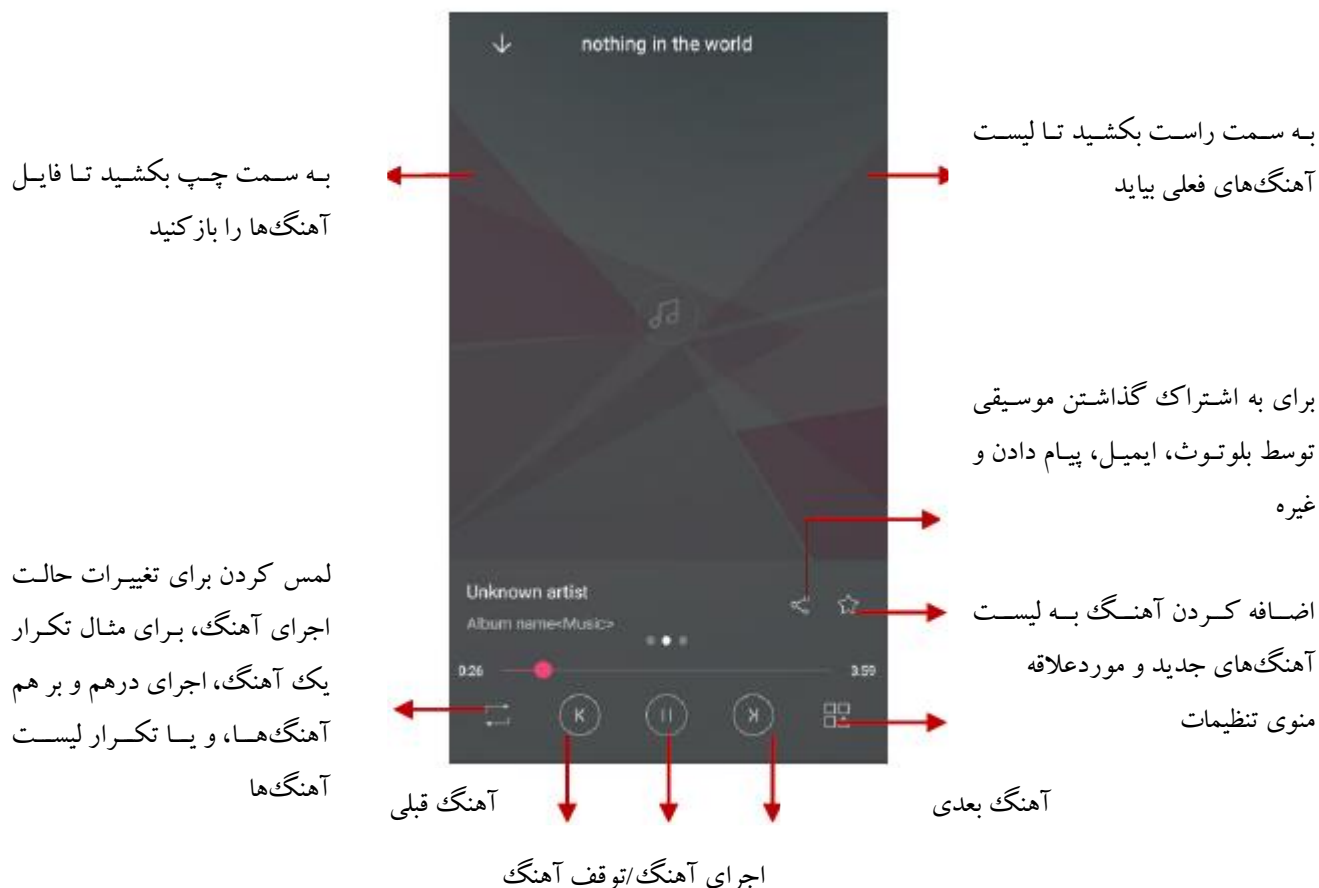 nothing in the world
به سمت راست بکشید تا لیست
آهنگ‌های فعلی بیاید
به سمت چپ بکشید تا فایل
آهنگ‌ها را باز کنید
برای به اشتراک گذاشتن موسیقی
توسط بلوتوث، ایمیل، پیام دادن و
غیره
اضافه کردن آهنگ به لیست
آهنگ‌های جدید و موردعلاقه
منوی تنظیمات
لمس کردن برای تغییرات حالت
اجرای آهنگ، برای مثال تکرار
یک آهنگ، اجرای درهم و بر هم
آهنگ‌ها، و یا تکرار لیست
آهنگ‌ها
Unknown artist
Album name<Music>
0:26
3:59
آهنگ بعدی
آهنگ قبلی
اجرای آهنگ/توقف آهنگ